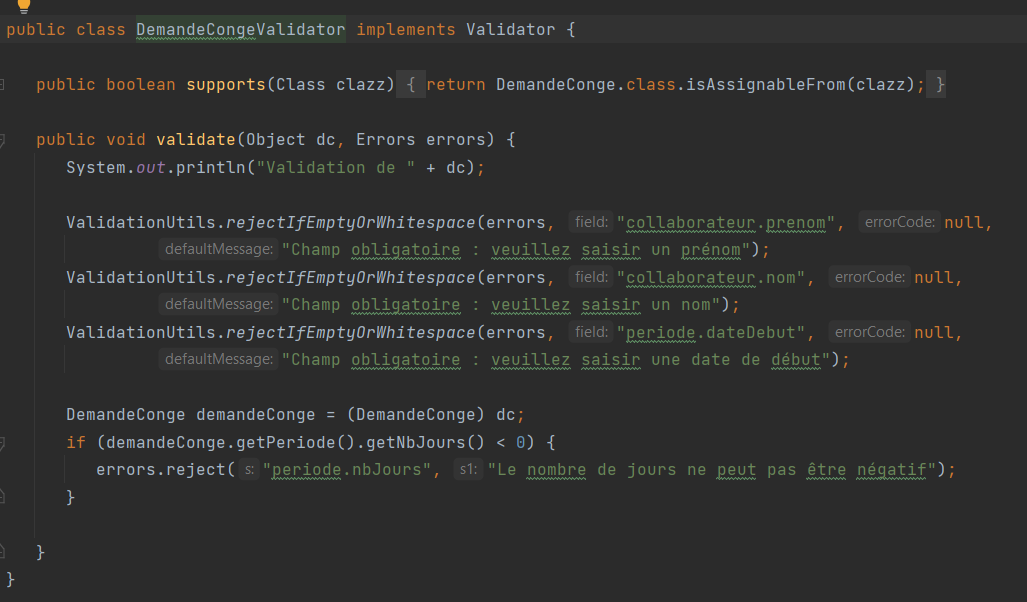 public class DemandeCongeValidator implements Validator {
public boolean supports(Class clazz) { return DemandeConge.class.isAssignableFrom(clazz); }
public void validate(Object dc, Errors errors) {
System.out.println("Validation de " + dc);
ValidationUtils.rejectIfEmptyOrWhitespace(errors, field: "collaborateur.prenom", errorCode: null,
defaultMessage: "Champ obligatoire : veuillez saisir un prénom");
ValidationUtils.rejectIfEmptyOrWhitespace(errors, field: "collaborateur.nom", errorCode: null,
defaultMessage: "Champ obligatoire : veuillez saisir un nom");
ValidationUtils.rejectIfEmptyOrWhitespace(errors, field: "periode.dateDebut", errorCode: null,
defaultMessage: "Champ obligatoire : veuillez saisir une date de début");
DemandeConge demandeConge = (DemandeConge) dc;
if (demandeConge.getPeriode().getNbJours() < 0) {
errors.reject( s: "periode.nbJours", s1: "Le nombre de jours ne peut pas être négatif");
}
}
}